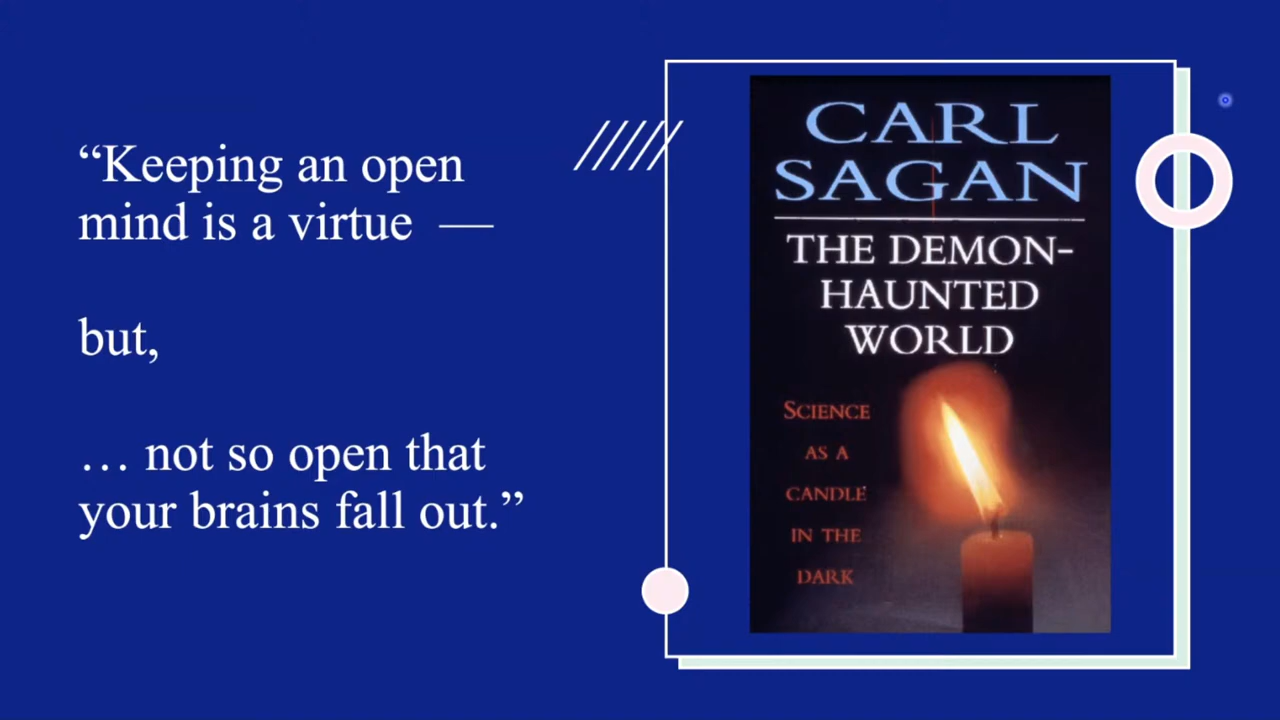 “Keeping an open
mind is a virtue —
but,
… not so open that
your brains fall out.”
CARL
SAGAN
THE DEMON-
HAUNTED
WORLD
SCIENCE
AS A
CANDLE
IN THE
DARK